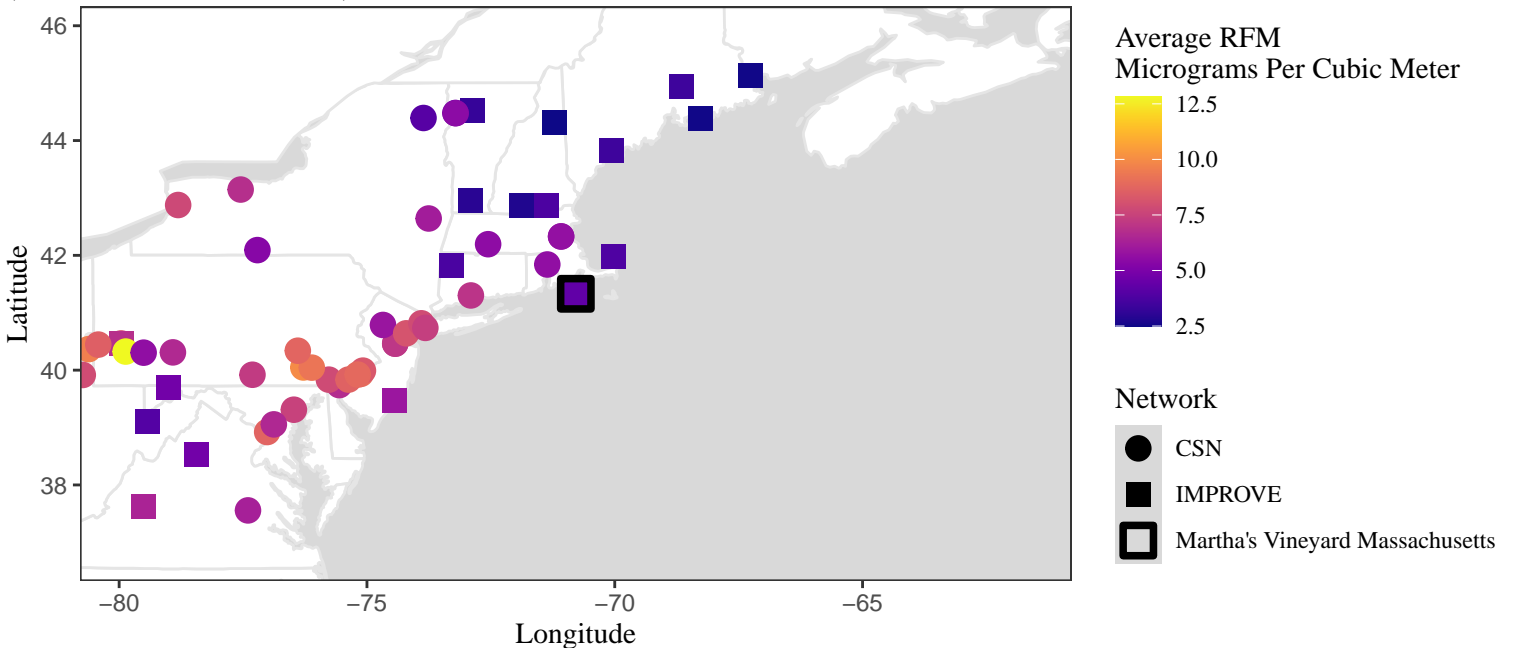 46
44
42
40
38
Latitude
−80
−75
−70
−65
Longitude
Average RFM
Micrograms Per Cubic Meter
12.5
10.0
7.5
5.0
2.5
Network
CSN
IMPROVE
Martha's Vineyard Massachusetts